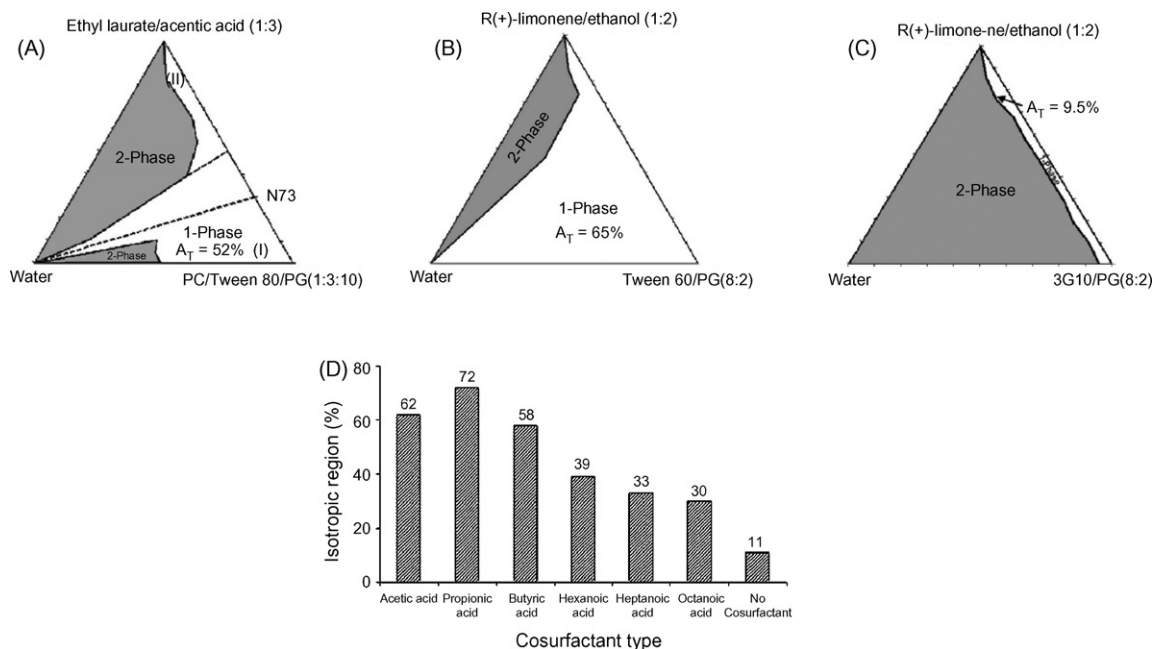 (A)
Ethyl laurate/acentic acid (1:3)
(II)
2-Phase
N73
1-Phase
A_T = 52% (I)
2-Phase
Water
PC/Tween 80/PG(1:3:10)
(B)
R(+)-limonene/ethanol (1:2)
2-Phase
1-Phase
A_T = 65%
Water
Tween 60/PG(8:2)
(C)
R(+)-limone-ne/ethanol (1:2)
A_T = 9.5%
1-Phase
2-Phase
Water
3G10/PG(8:2)
(D)
Isotropic region (%)
80
60
40
20
0
62
72
58
39
33
30
11
Acetic acid
Propionic
acid
Butyric
acid
Hexanoic
acid
Heptanoic
acid
Octanoic
acid
No
Cosurfactant
Cosurfactant type